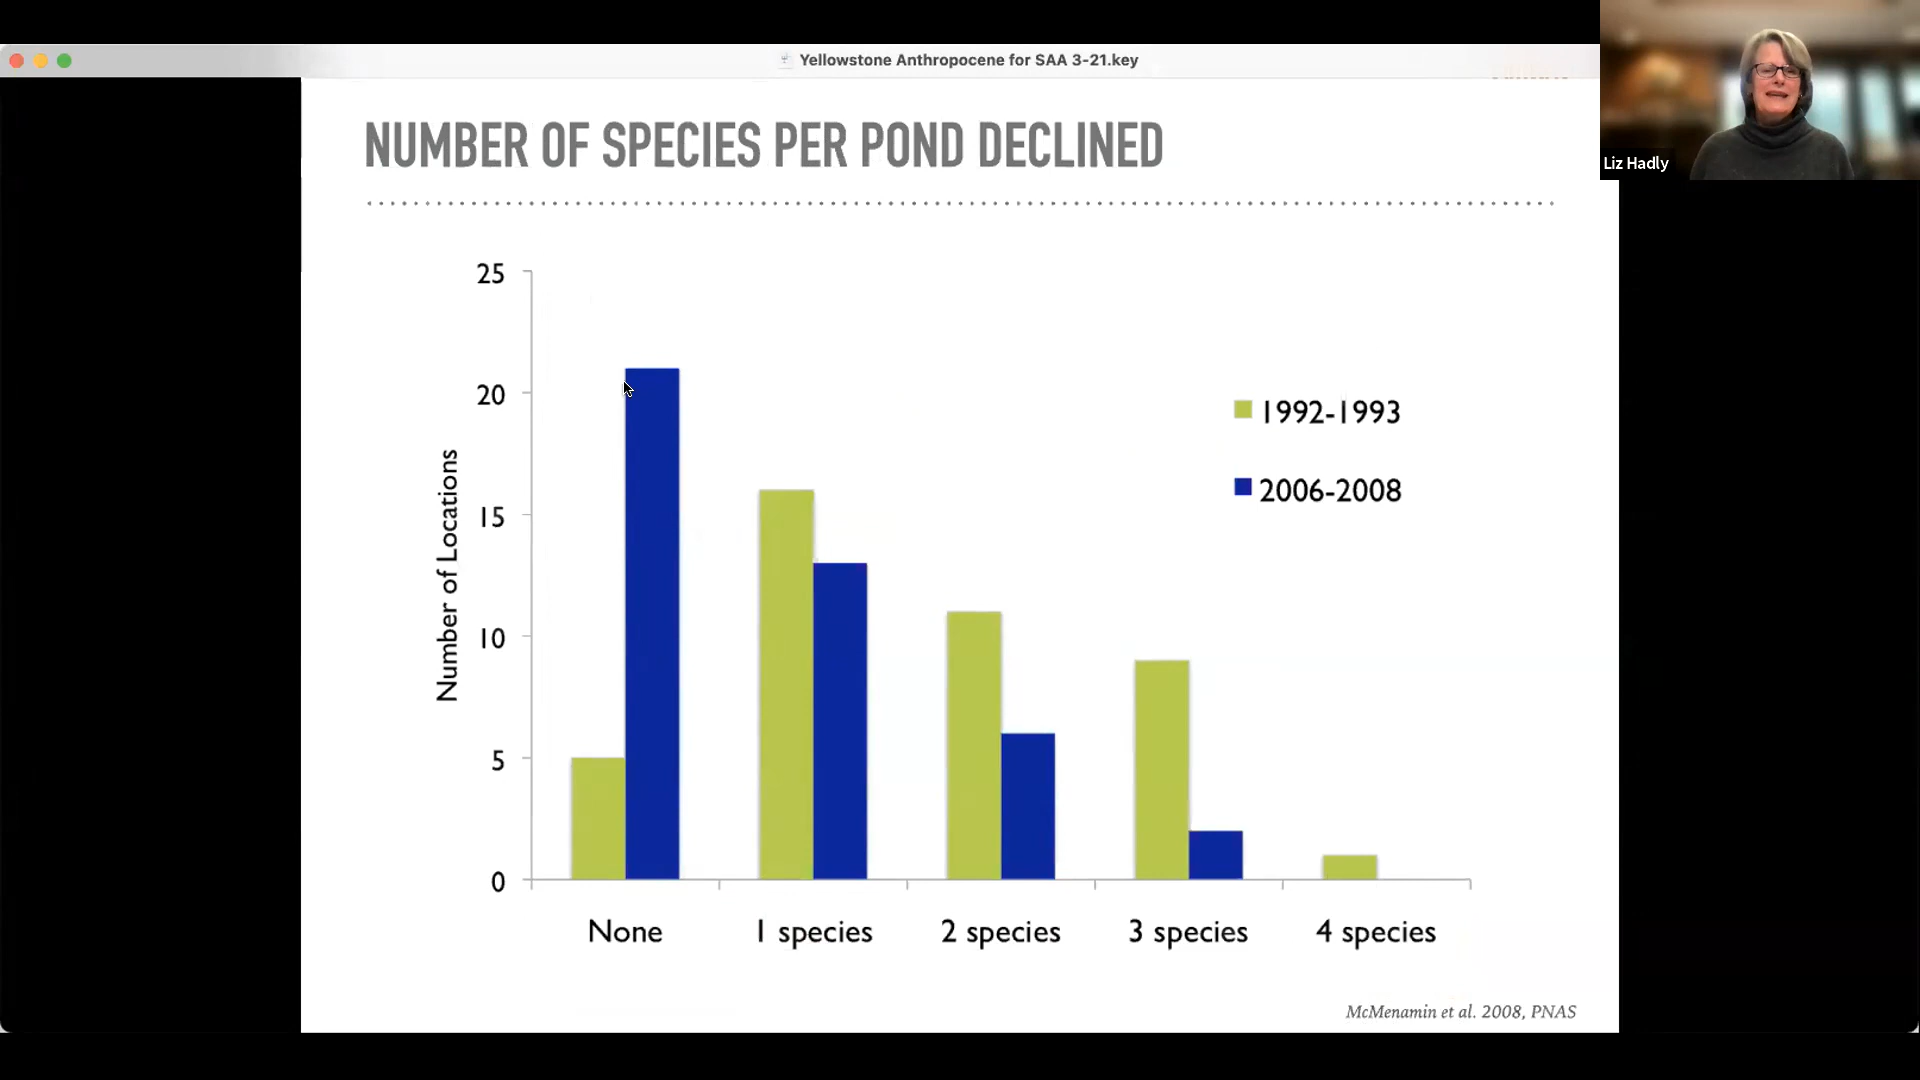 Yellowstone Anthropocene for SAA 3-21.key
Liz Hadly
NUMBER OF SPECIES PER POND DECLINED
25
20
15
10
5
0
Number of Locations
1992-1993
2006-2008
None
1 species
2 species
3 species
4 species
McMenamin et al. 2008, PNAS